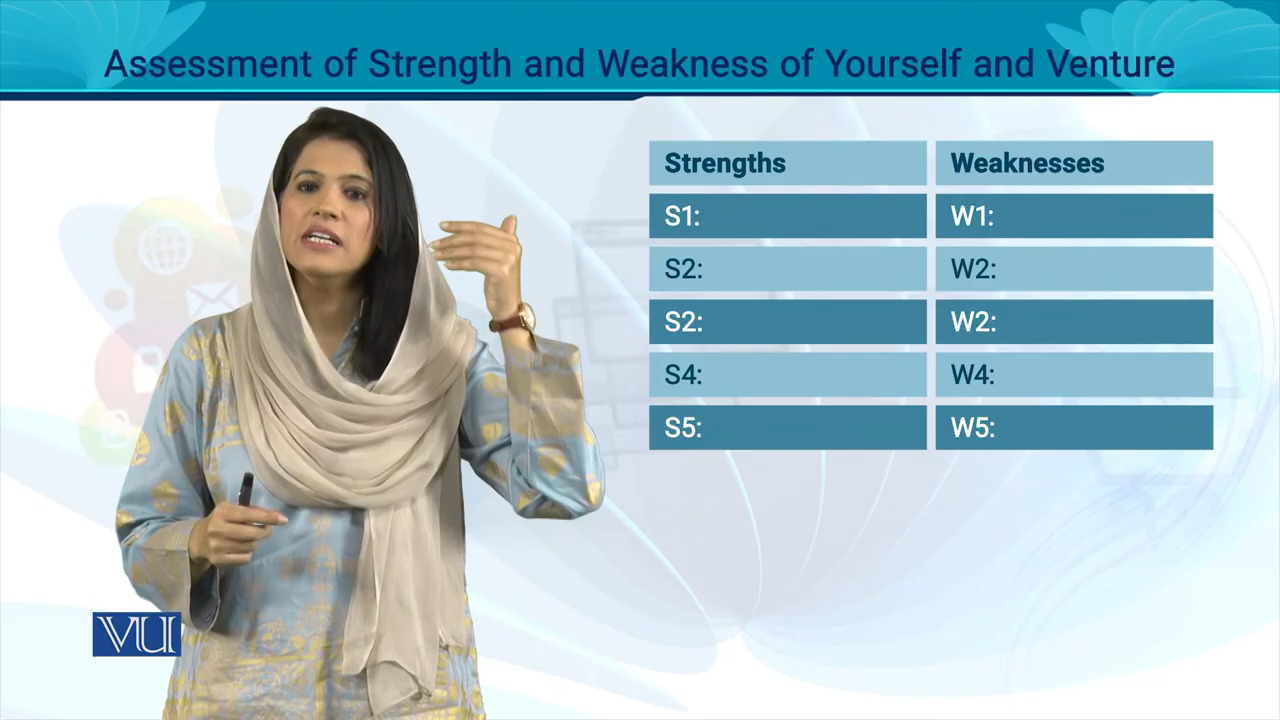 Assessment of Strength and Weakness of Yourself and Venture
Strengths Weaknesses
S1: W1:
S2: W2:
S2: W2:
S4: W4:
S5: W5:
VU